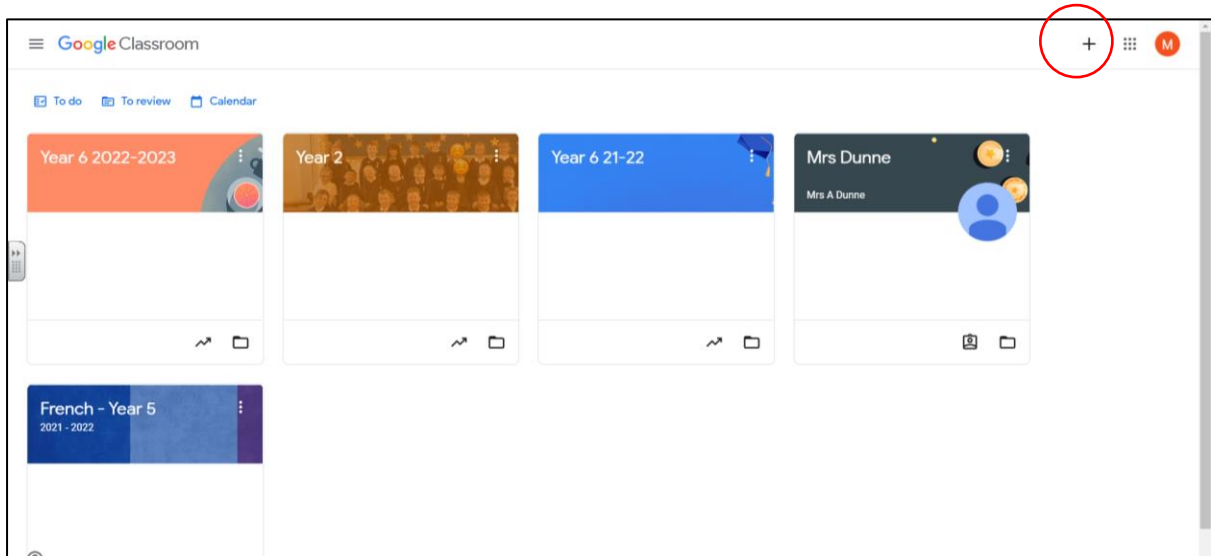 Google Classroom
M
To do To review Calendar
Year 6 2022-2023
Year 2
Year 6 21-22
Mrs Dunne
Mrs A Dunne
French - Year 5
2021 - 2022